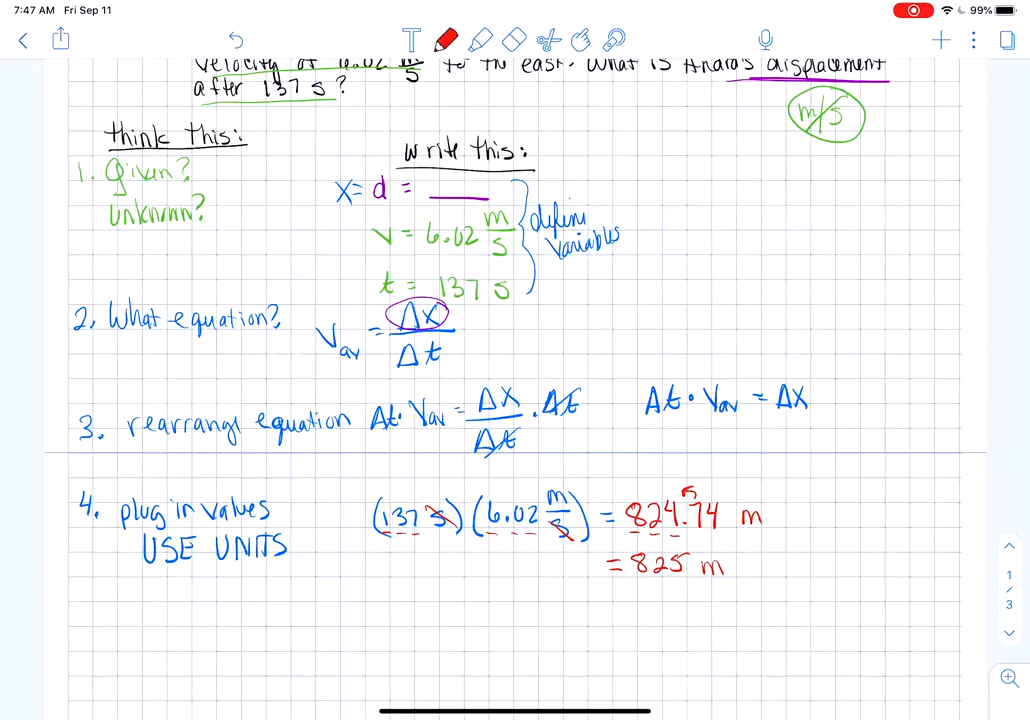 7:47 AM Fri Sep 11
99%
velocity of 6.02 m/s to the east. What is Amara's displacement
after 137 s?
m/s
think this:
Write this:
1. Given?
unknown?
x = d = ____
v = 6.02 m/s
t = 137 s
define
variables
2. What equation?
Vav = Δx/Δt
3. rearrange equation Δt · Vav = Δx/Δt · Δt
Δt · Vav = Δx
4. plug in values
USE UNITS
(137 s)(6.02 m/s) = 824.74 m
= 825 m
1
/
3